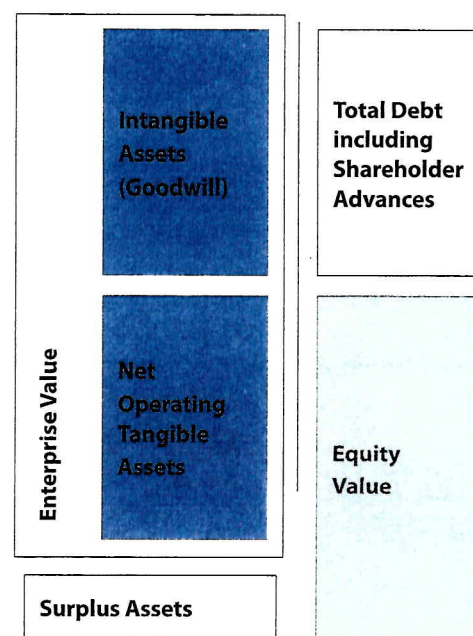 Intangible
Assets
(Goodwill)
Net
Operating
Tangible
Assets
Enterprise Value
Surplus Assets
Total Debt
including
Shareholder
Advances
Equity
Value